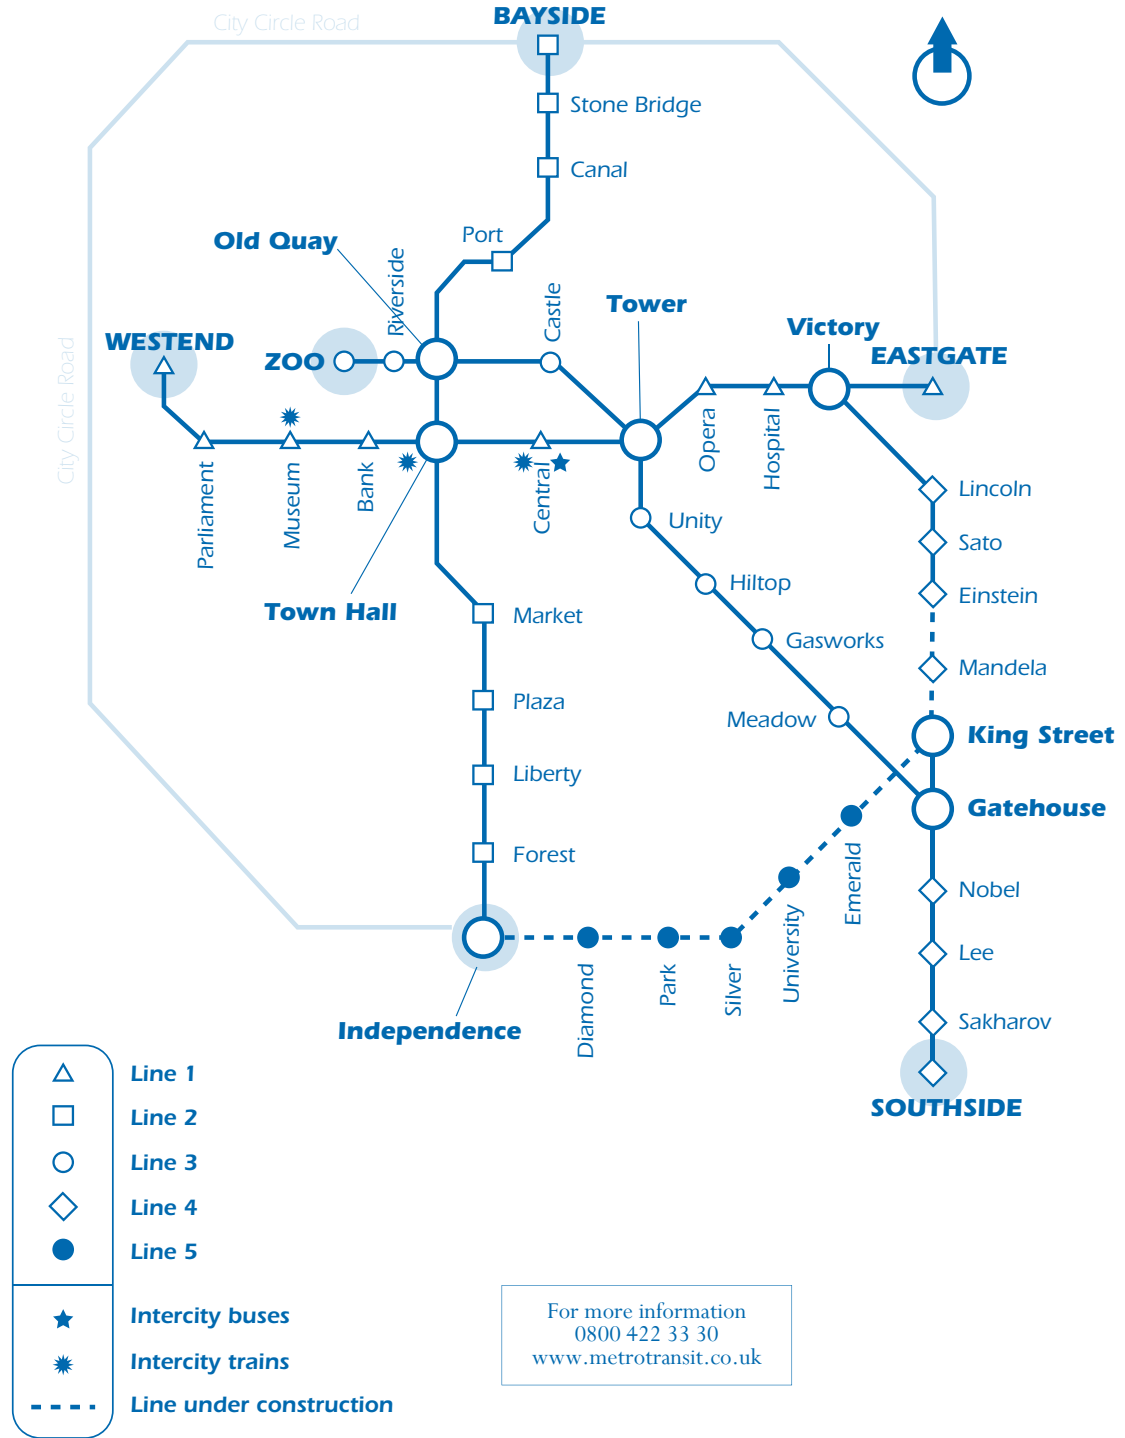 City Circle Road
BAYSIDE
Stone Bridge
Canal
Port
Old Quay
Riverside
Castle
Tower
Victory
WESTEND
ZOO
EASTGATE
City Circle Road
Parliament
Museum
Bank
Central
Opera
Hospital
Lincoln
Sato
Einstein
Mandela
Unity
Hiltop
Gasworks
Meadow
Town Hall
Market
Plaza
Liberty
Forest
King Street
Gatehouse
Nobel
Lee
Sakharov
SOUTHSIDE
Emerald
University
Silver
Park
Diamond
Independence
Line 1
Line 2
Line 3
Line 4
Line 5
Intercity buses
Intercity trains
Line under construction
For more information
0800 422 33 30
www.metrotransit.co.uk